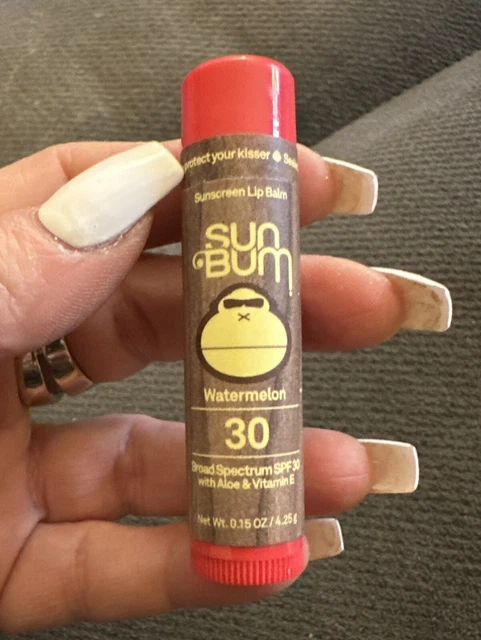 protect your kisser
Sunscreen Lip Balm
SUN
BUM
Watermelon
30
Broad Spectrum SPF 30
with Aloe & Vitamin E
Net Wt. 0.15 OZ / 4.25 g